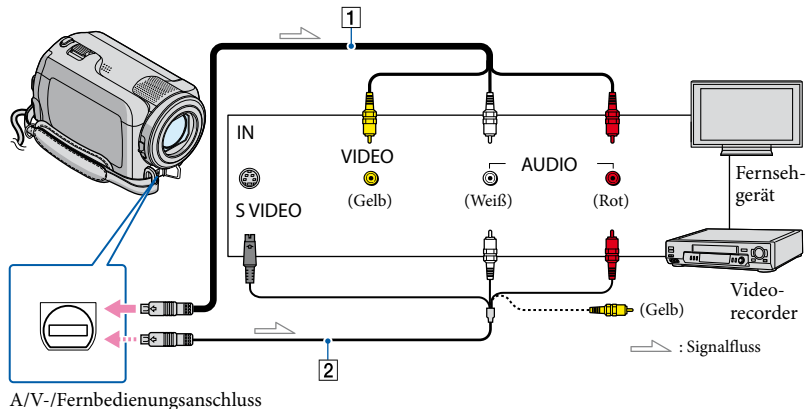 1
IN
VIDEO
AUDIO
S VIDEO
(Gelb)
(Weiß)
(Rot)
Fernseh-
gerät
Video-
recorder
(Gelb)
: Signalfluss
2
A/V-/Fernbedienungsanschluss